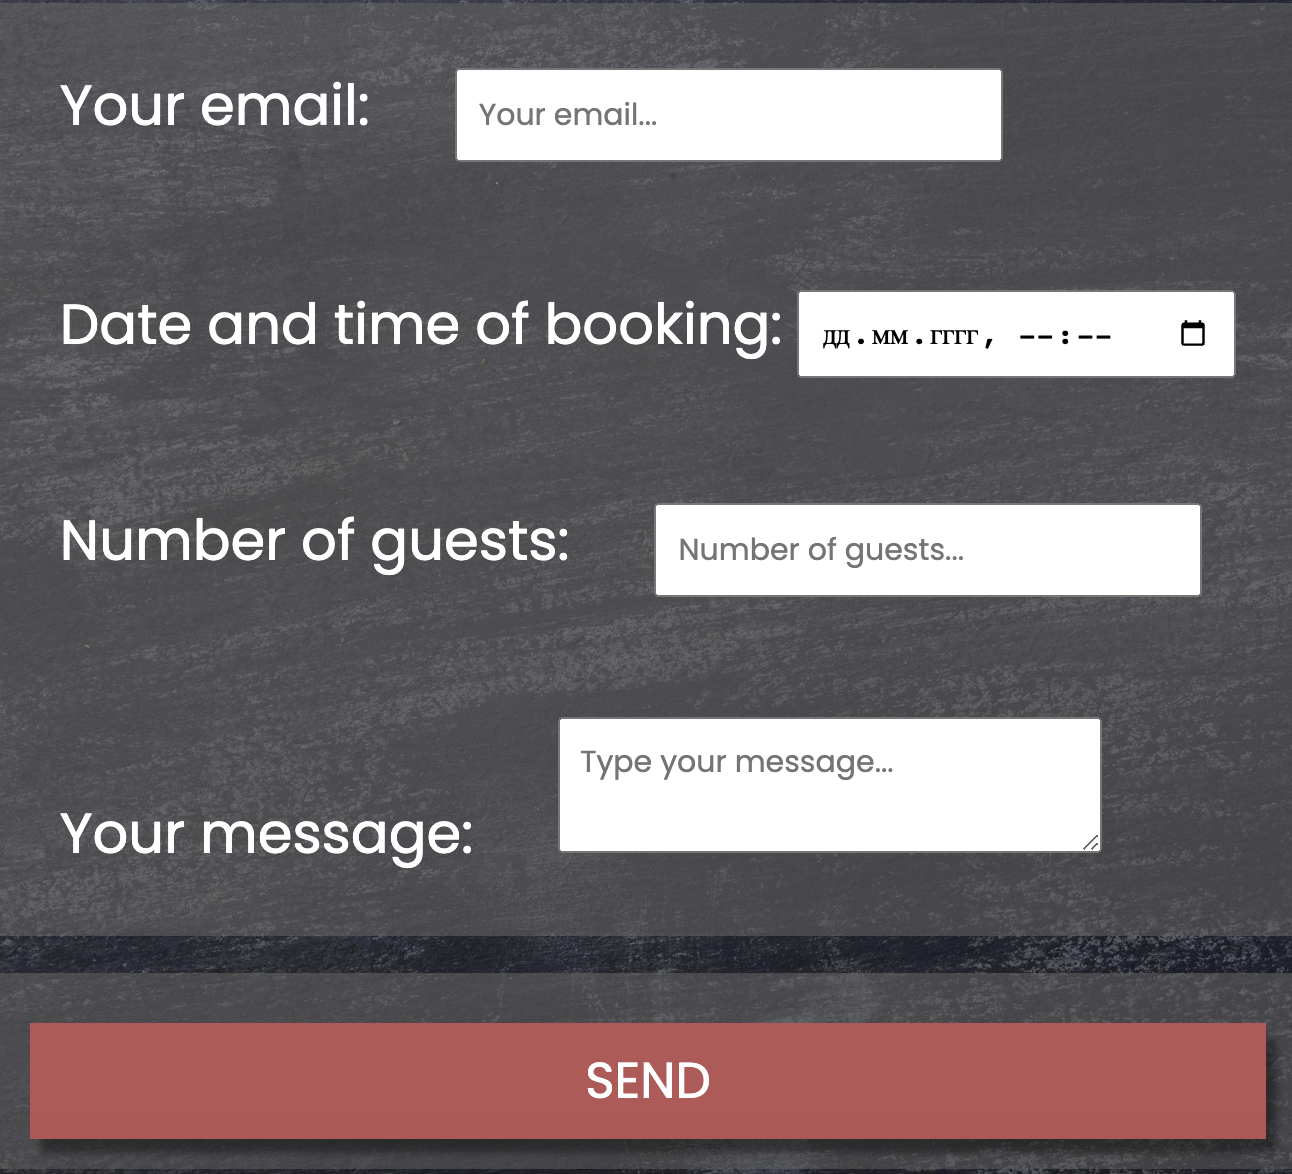 Your email: Your email...
Date and time of booking: дд.мм.гггг, --:--
Number of guests: Number of guests...
Type your message...
Your message:
SEND